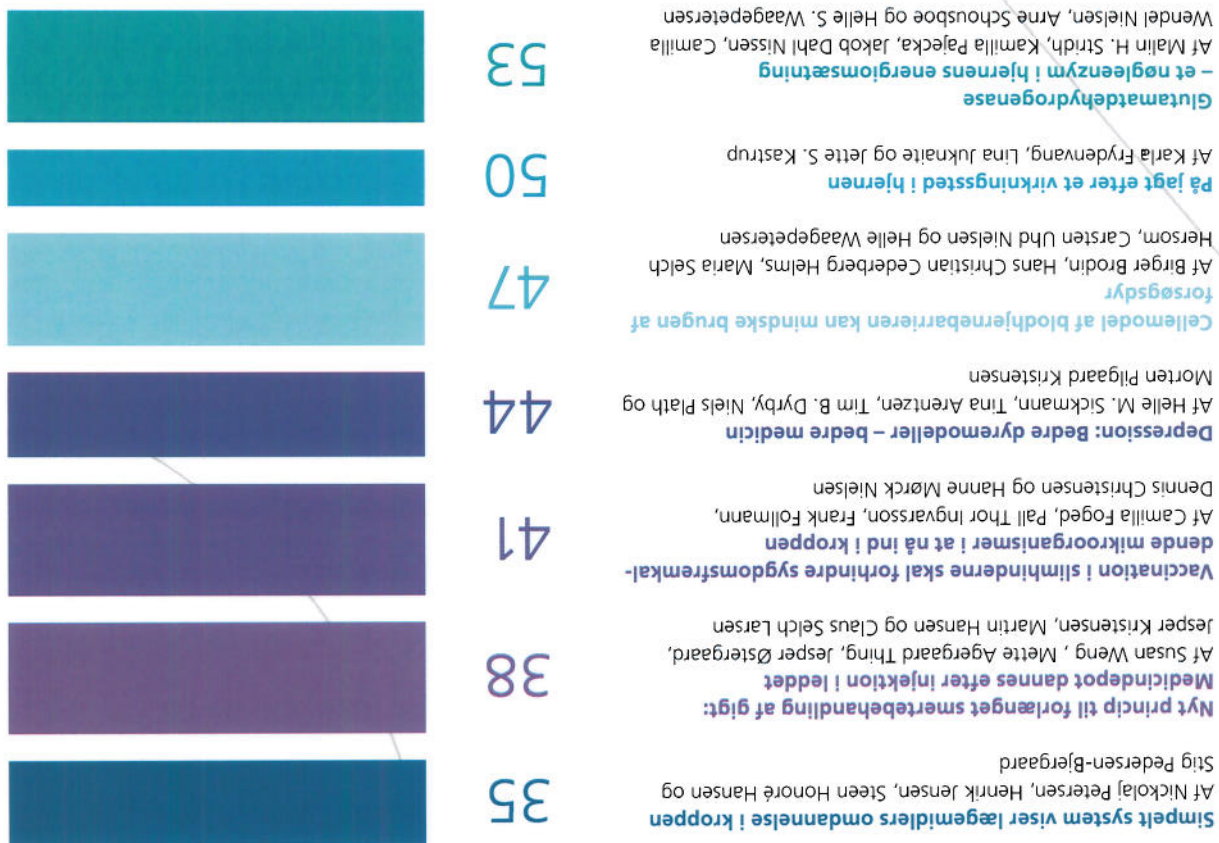 Simpelt system viser lægemidlers omdannelse i kroppen
Af Nickolaj Petersen, Henrik Jensen, Steen Honoré Hansen og
Stig Pedersen-Bjergaard
35
Nyt princip til forlænget smertebehandling af gigt:
Medicindepot dannes efter injektion i leddet
Af Susan Weng , Mette Agergaard Thing, Jesper Østergaard,
Jesper Kristensen, Martin Hansen og Claus Selch Larsen
38
Vaccination i slimhinderne skal forhindre sygdomsfremkal-
dende mikroorganismer i at nå ind i kroppen
Af Camilla Foged, Pall Thor Ingvarsson, Frank Follmann,
Dennis Christensen og Hanne Mørck Nielsen
41
Depression: Bedre dyremodeller – bedre medicin
Af Helle M. Sickmann, Tina Arentzen, Tim B. Dyrby, Niels Plath og
Morten Pilgaard Kristensen
44
Cellemodel af blodhjernebarrieren kan mindske brugen af
forsøgsdyr
Af Birger Brodin, Hans Christian Cederberg Helms, Maria Selch
Hersom, Carsten Uhd Nielsen og Helle Waagepetersen
47
På jagt efter et virkningssted i hjernen
Af Karla Frydenvang, Lina Juknaite og Jette S. Kastrup
50
Glutamatdehydrogenase
– et nøgleenzym i hjernens energiomsætning
Af Malin H. Stridh, Kamilla Pajecka, Jakob Dahl Nissen, Camilla
Wendel Nielsen, Arne Schousboe og Helle S. Waagepetersen
53